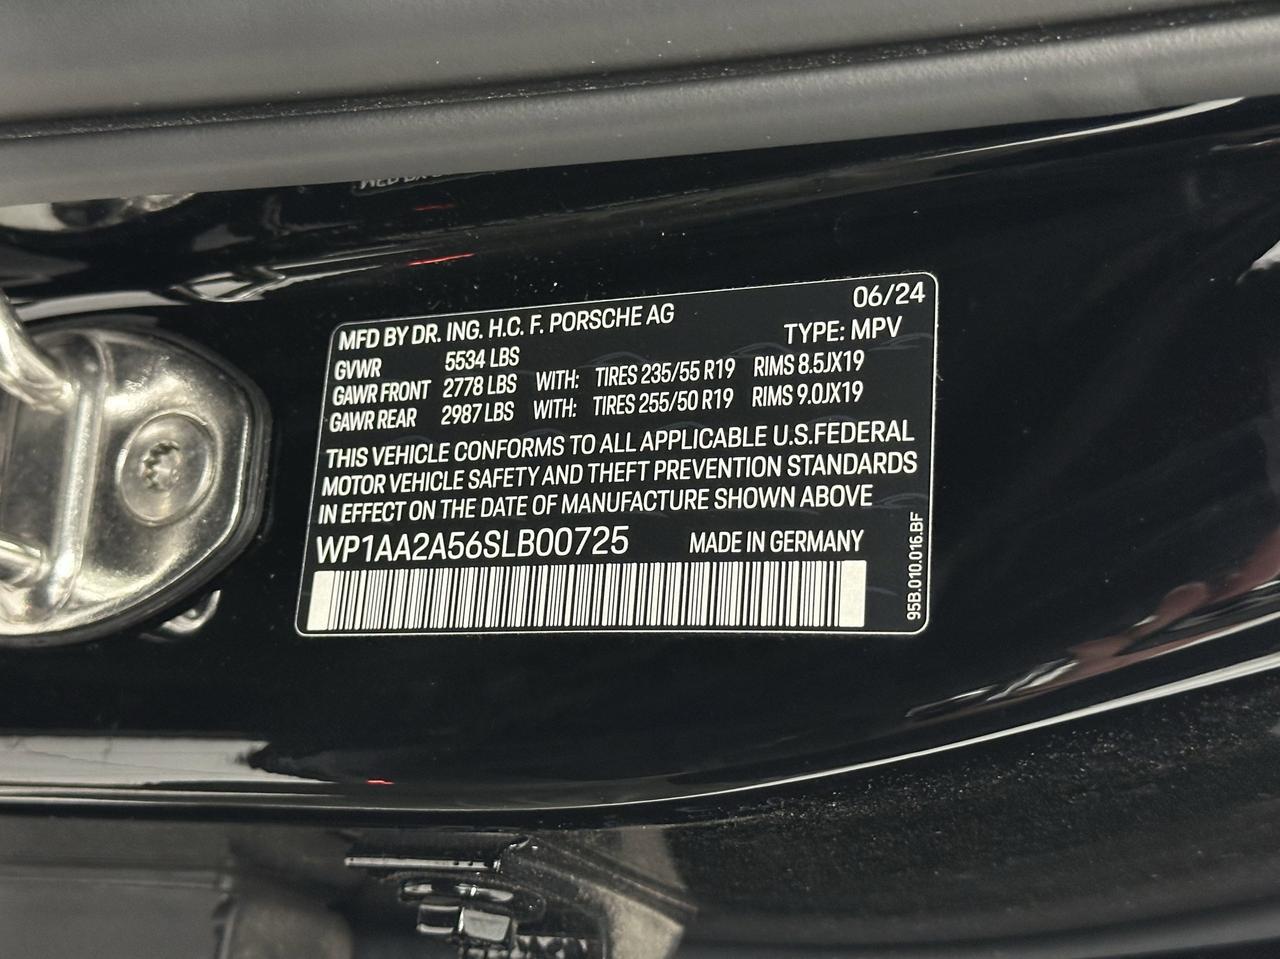 MFD BY DR. ING. H.C. F. PORSCHE AG 06/24
TYPE: MPV
GVWR 5534 LBS
GAWR FRONT 2778 LBS WITH: TIRES 235/55 R19 RIMS 8.5JX19
GAWR REAR 2987 LBS WITH: TIRES 255/50 R19 RIMS 9.0JX19
THIS VEHICLE CONFORMS TO ALL APPLICABLE U.S.FEDERAL
MOTOR VEHICLE SAFETY AND THEFT PREVENTION STANDARDS
IN EFFECT ON THE DATE OF MANUFACTURE SHOWN ABOVE
WP1AA2A56SLB00725 MADE IN GERMANY
95B.010.016.BF